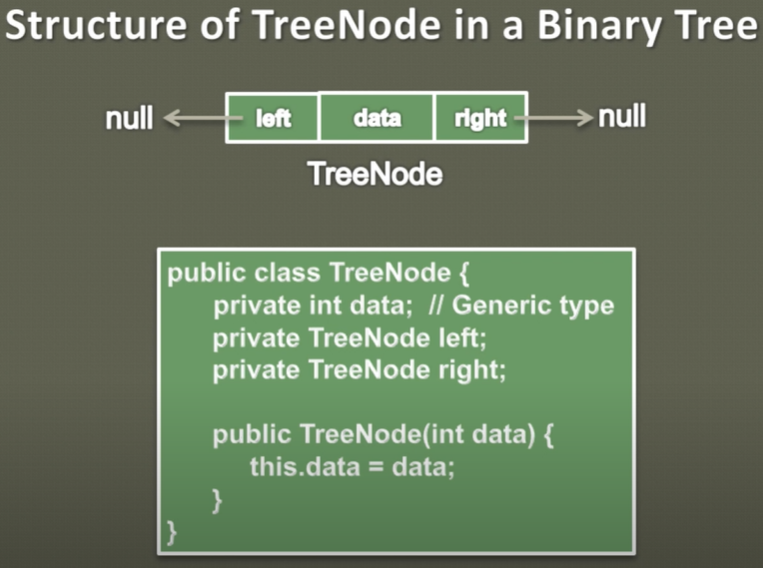 Structure of TreeNode in a Binary Tree
null left data right null
TreeNode
public class TreeNode {
private int data; // Generic type
private TreeNode left;
private TreeNode right;
public TreeNode(int data) {
this.data = data;
}
}